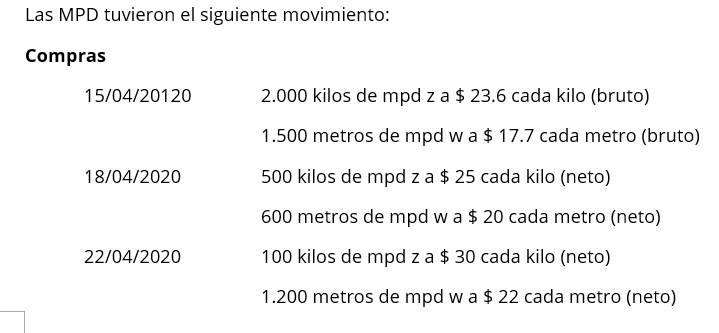 Las MPD tuvieron el siguiente movimiento:
Compras
15/04/20120 2.000 kilos de mpd z a $ 23.6 cada kilo (bruto)
1.500 metros de mpd w a $ 17.7 cada metro (bruto)
18/04/2020 500 kilos de mpd z a $ 25 cada kilo (neto)
600 metros de mpd w a $ 20 cada metro (neto)
22/04/2020 100 kilos de mpd z a $ 30 cada kilo (neto)
1.200 metros de mpd w a $ 22 cada metro (neto)